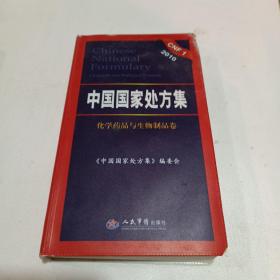 Chinese
National
Formulary
CNF 1
2010
中国国家处方集
化学药品与生物制品卷
《中国国家处方集》编委会
人民军医出版社